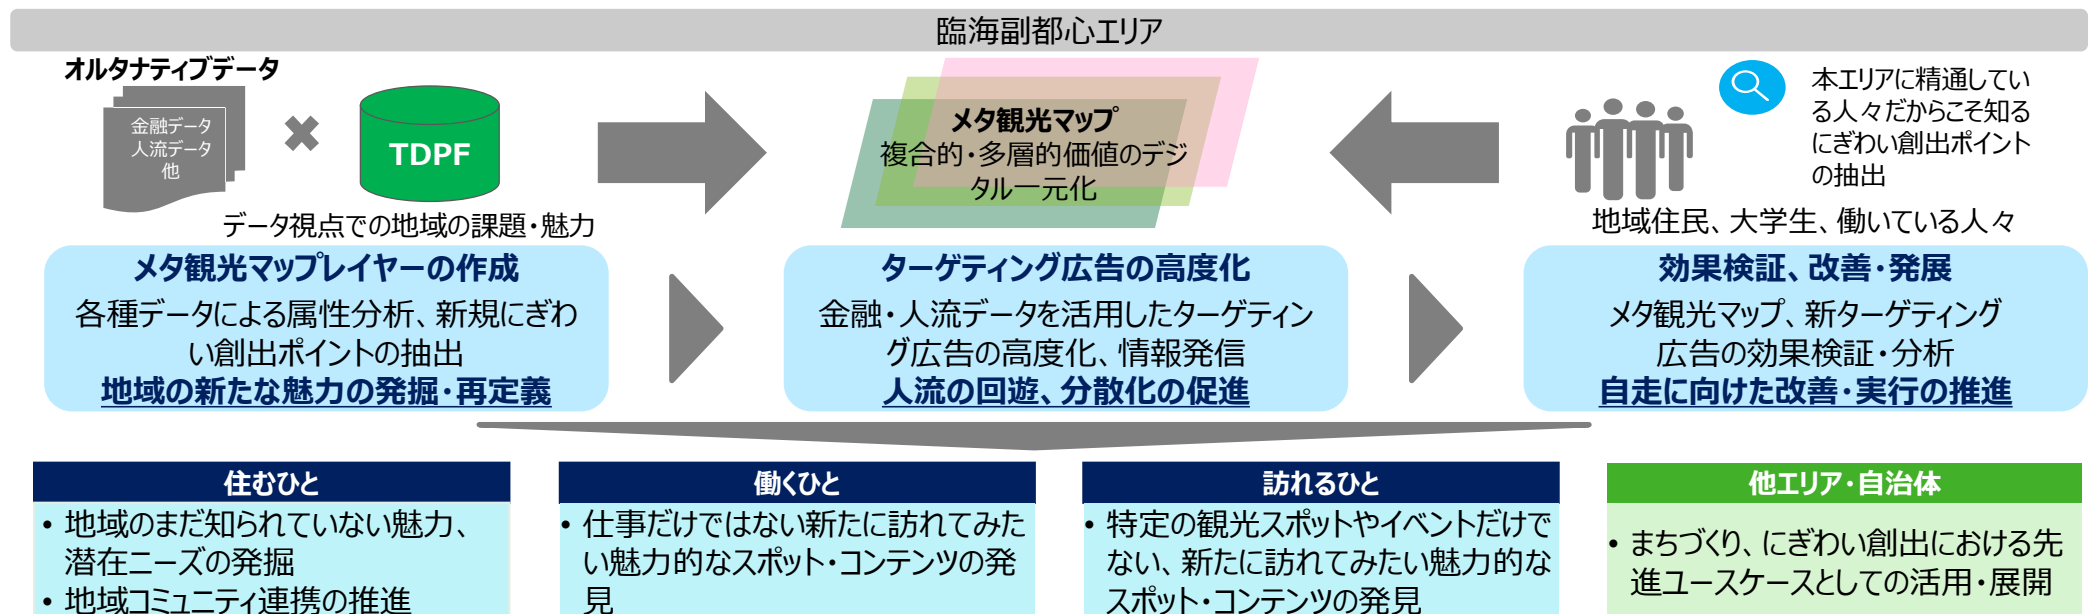 臨海副都心エリア
オルタナティブデータ
金融データ
人流データ
他
TDPF
データ視点での地域の課題・魅力
メタ観光マップ
複合的・多層的価値のデジ
タル一元化
本エリアに精通してい
る人々だからこそ知る
にぎわい創出ポイント
の抽出
地域住民、大学生、働いている人々
メタ観光マップレイヤーの作成
各種データによる属性分析、新規にぎわ
い創出ポイントの抽出
地域の新たな魅力の発掘・再定義
ターゲティング広告の高度化
金融・人流データを活用したターゲティン
グ広告の高度化、情報発信
人流の回遊、分散化の促進
効果検証、改善・発展
メタ観光マップ、新ターゲティング
広告の効果検証・分析
自走に向けた改善・実行の推進
住むひと
• 地域のまだ知られていない魅力、
潜在ニーズの発掘
• 地域コミュニティ連携の推進
働くひと
• 仕事だけではない新たに訪れてみた
い魅力的なスポット・コンテンツの発
見
訪れるひと
• 特定の観光スポットやイベントだけで
ない、新たに訪れてみたい魅力的な
スポット・コンテンツの発見
他エリア・自治体
• まちづくり、にぎわい創出における先
進ユースケースとしての活用・展開